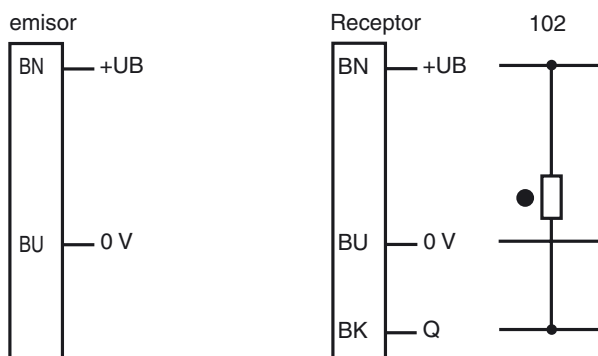 emisor
BN +UB
BU 0 V
Receptor
BN +UB
BU 0 V
BK Q
102